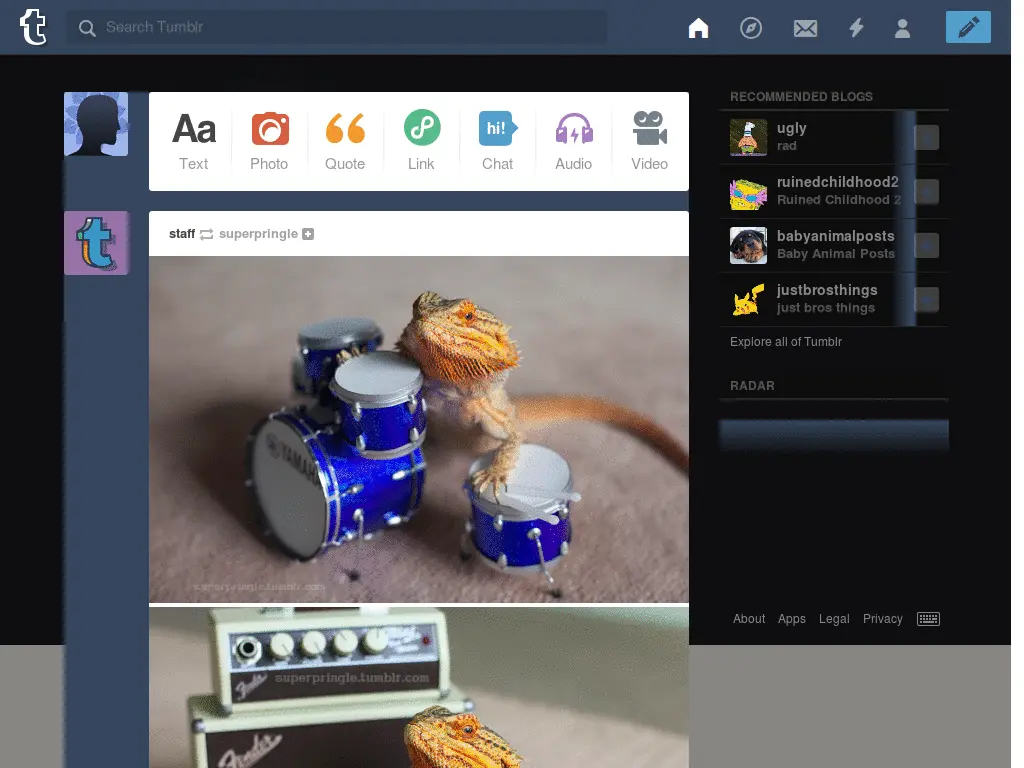 Search Tumblr
Aa
hi!
Text
Photo
Quote
Link
Chat
Audio
Video
staff superpringle
YAMAHA
superpringle.tumblr.com
superpringle.tumblr.com
Fender
Fender
RECOMMENDED BLOGS
ugly
rad
ruinedchildhood2
Ruined Childhood 2
babyanimalposts
Baby Animal Posts
justbrosthings
just bros things
Explore all of Tumblr
RADAR
About Apps Legal Privacy